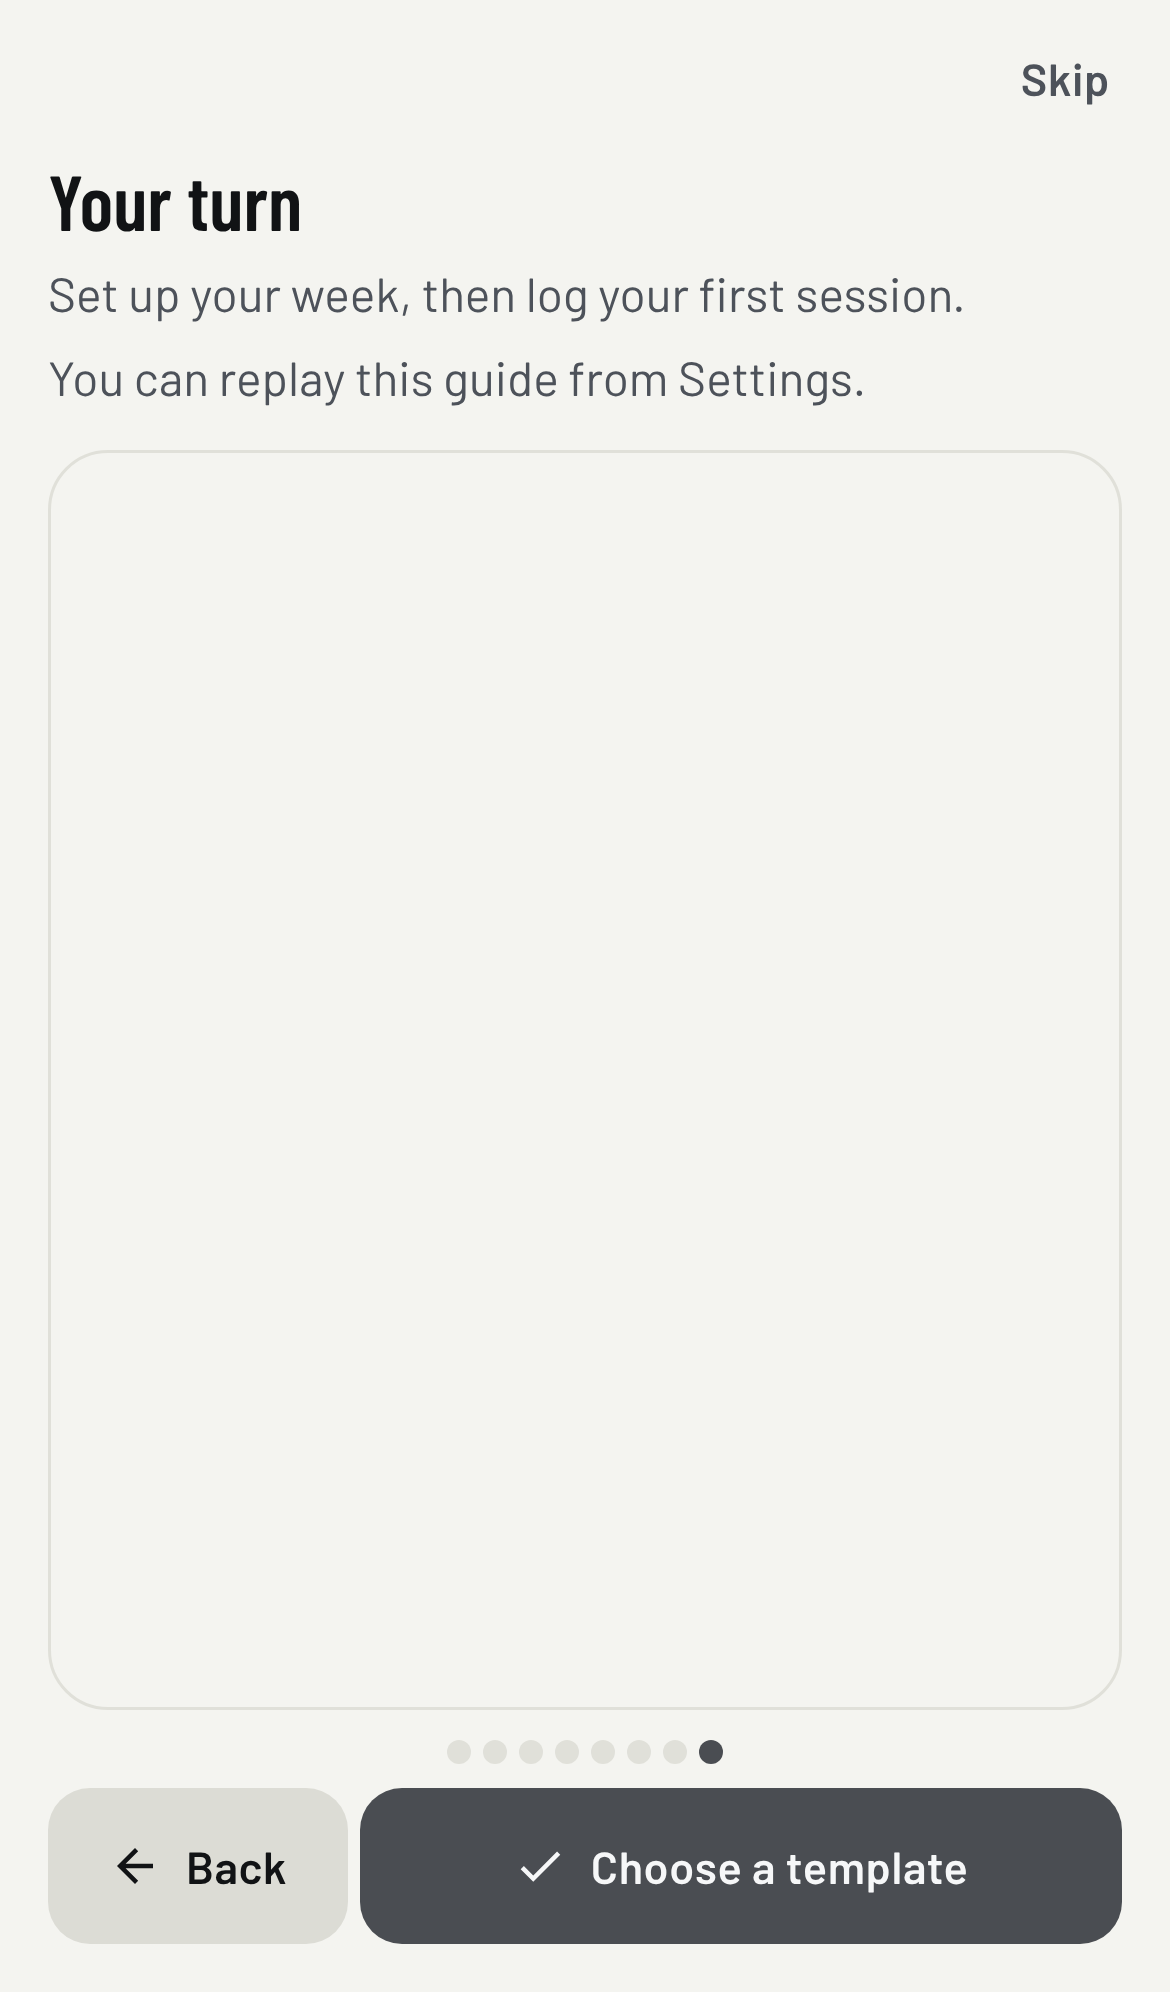 Skip
Your turn
Set up your week, then log your first session.
You can replay this guide from Settings.
Back
Choose a template